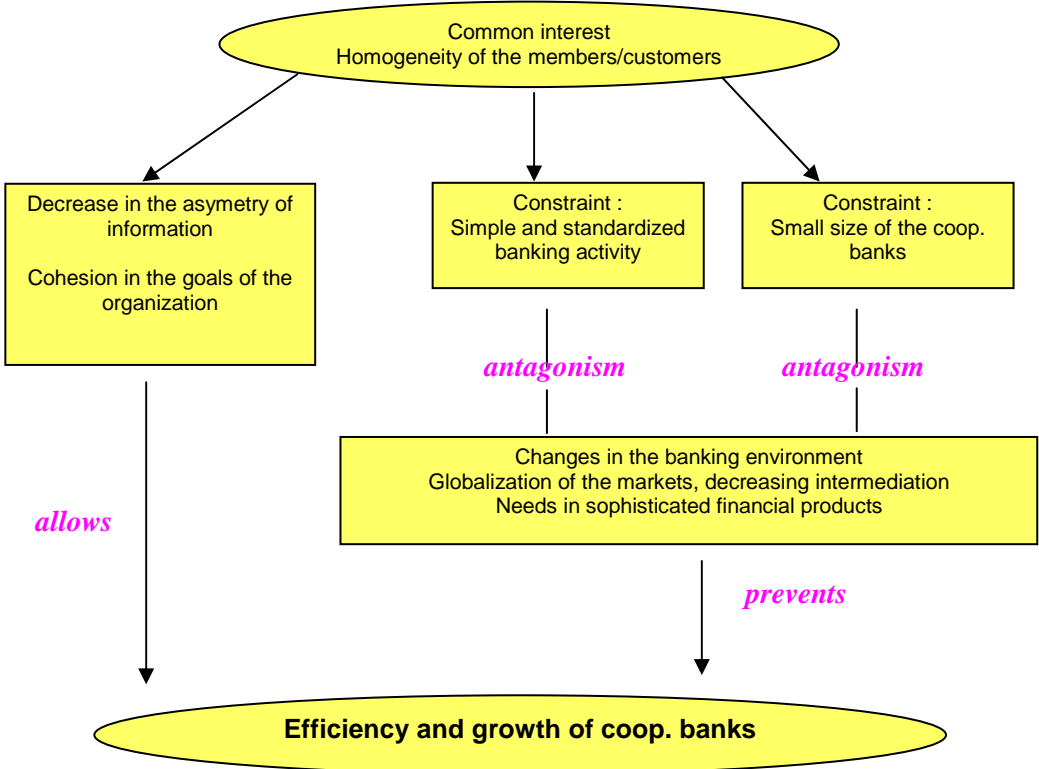 Common interest
Homogeneity of the members/customers
Decrease in the asymetry of
information
Cohesion in the goals of the
organization
Constraint :
Simple and standardized
banking activity
Constraint :
Small size of the coop.
banks
antagonism
antagonism
Changes in the banking environment
Globalization of the markets, decreasing intermediation
Needs in sophisticated financial products
allows
prevents
Efficiency and growth of coop. banks